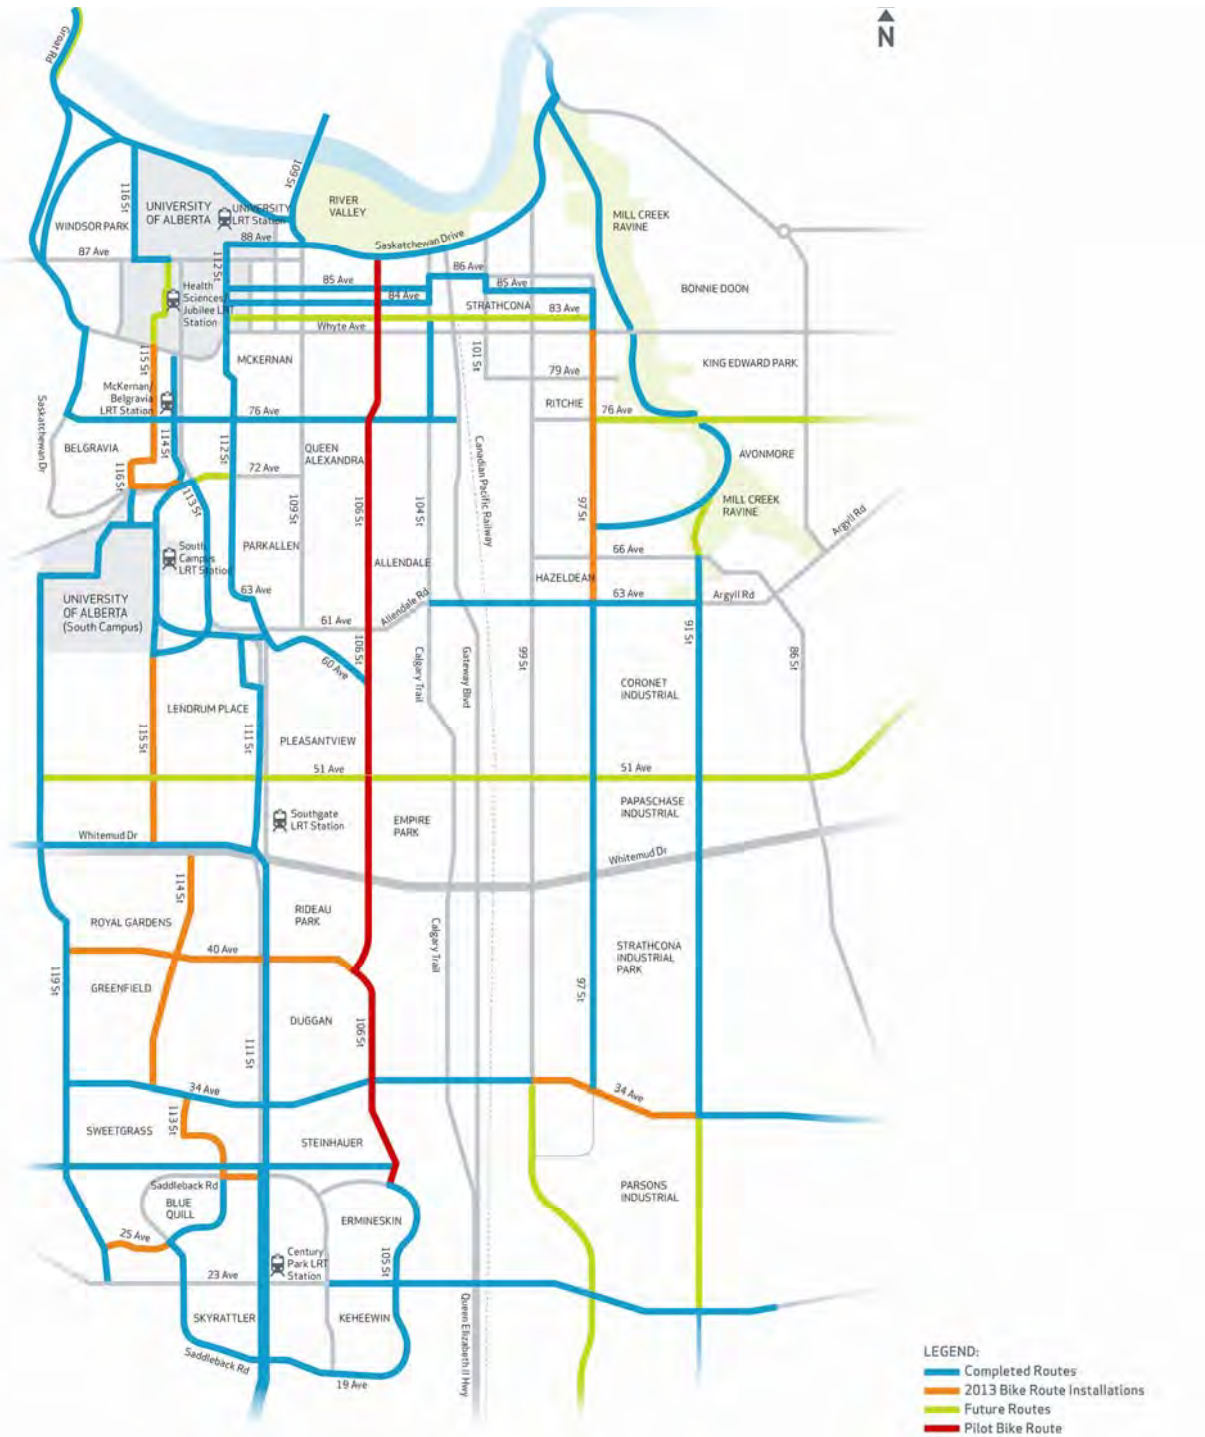 N
Groat Rd
109 St
116 St
UNIVERSITY
OF ALBERTA
UNIVERSITY
LRT Station
RIVER
VALLEY
MILL CREEK
RAVINE
WINDSOR PARK
88 Ave
Saskatchewan Drive
87 Ave
112 St
86 Ave
85 Ave
85 Ave
84 Ave
Health
Sciences/
Jubilee LRT
Station
STRATHCONA
83 Ave
BONNIE DOON
Whyte Ave
115 St
MCKERNAN
101 St
79 Ave
KING EDWARD PARK
McKernan/
Belgravia
LRT Station
Saskatchewan Dr
76 Ave
RITCHIE
76 Ave
BELGRAVIA
114 St
112 St
QUEEN
ALEXANDRA
Canadian Pacific Railway
AVONMORE
116 St
72 Ave
113 St
109 St
106 St
104 St
97 St
MILL CREEK
RAVINE
Argyll Rd
South
Campus
LRT Station
PARKALLEN
ALLENDALE
66 Ave
HAZELDEAN
63 Ave
63 Ave
Argyll Rd
UNIVERSITY
OF ALBERTA
(South Campus)
61 Ave
Allendale Rd
106 St
60 Ave
Calgary Trail
Gateway Blvd
99 St
91 St
86 St
CORONET
INDUSTRIAL
LENDRUM PLACE
115 St
111 St
PLEASANTVIEW
51 Ave
51 Ave
Southgate
LRT Station
EMPIRE
PARK
PAPASCHASE
INDUSTRIAL
Whitemud Dr
Whitemud Dr
114 St
ROYAL GARDENS
RIDEAU
PARK
Calgary Trail
40 Ave
STRATHCONA
INDUSTRIAL
PARK
119 St
GREENFIELD
97 St
DUGGAN
106 St
111 St
34 Ave
34 Ave
113 St
SWEETGRASS
STEINHAUER
Saddleback Rd
BLUE
QUILL
PARSONS
INDUSTRIAL
ERMINESKIN
25 Ave
Century
Park LRT
Station
105 St
23 Ave
SKYRATTLER
KEHEEWIN
Queen Elizabeth II Hwy
Saddleback Rd
19 Ave
LEGEND:
Completed Routes
2013 Bike Route Installations
Future Routes
Pilot Bike Route